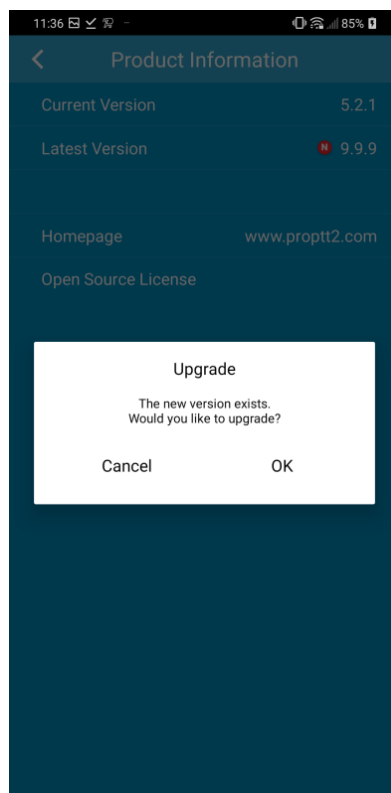 11:36 85%
Product Information
Current Version 5.2.1
Latest Version N 9.9.9
Homepage www.proptt2.com
Open Source License
Upgrade
The new version exists.
Would you like to upgrade?
Cancel OK